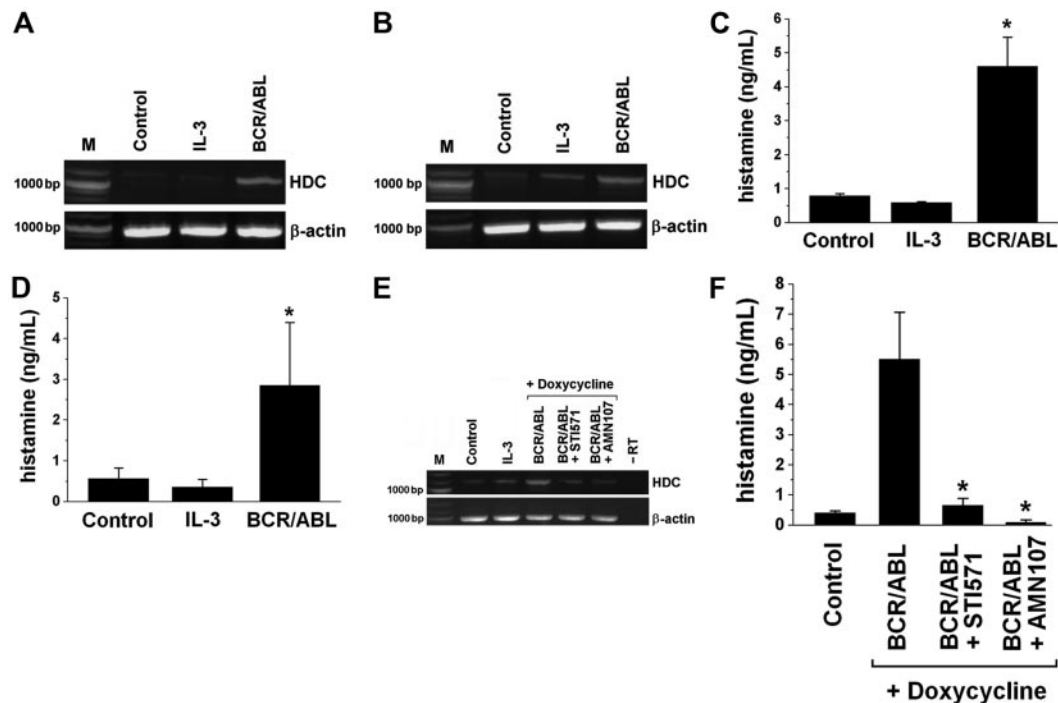 A
M
Control
IL-3
BCR/ABL
1000 bp
HDC
1000 bp
β-actin
B
M
Control
IL-3
BCR/ABL
1000 bp
HDC
1000 bp
β-actin
C
histamine (ng/mL)
6
5
4
3
2
1
0
*
Control IL-3 BCR/ABL
D
histamine (ng/mL)
5
4
3
2
1
0
*
Control IL-3 BCR/ABL
E
+ Doxycycline
M
Control
IL-3
BCR/ABL
BCR/ABL
+ STI571
BCR/ABL
+ AMN107
– RT
1000 bp
HDC
1000 bp
β-actin
F
histamine (ng/mL)
8
7
6
5
4
3
2
1
0
*
*
Control
BCR/ABL
BCR/ABL
+ STI571
BCR/ABL
+ AMN107
+ Doxycycline